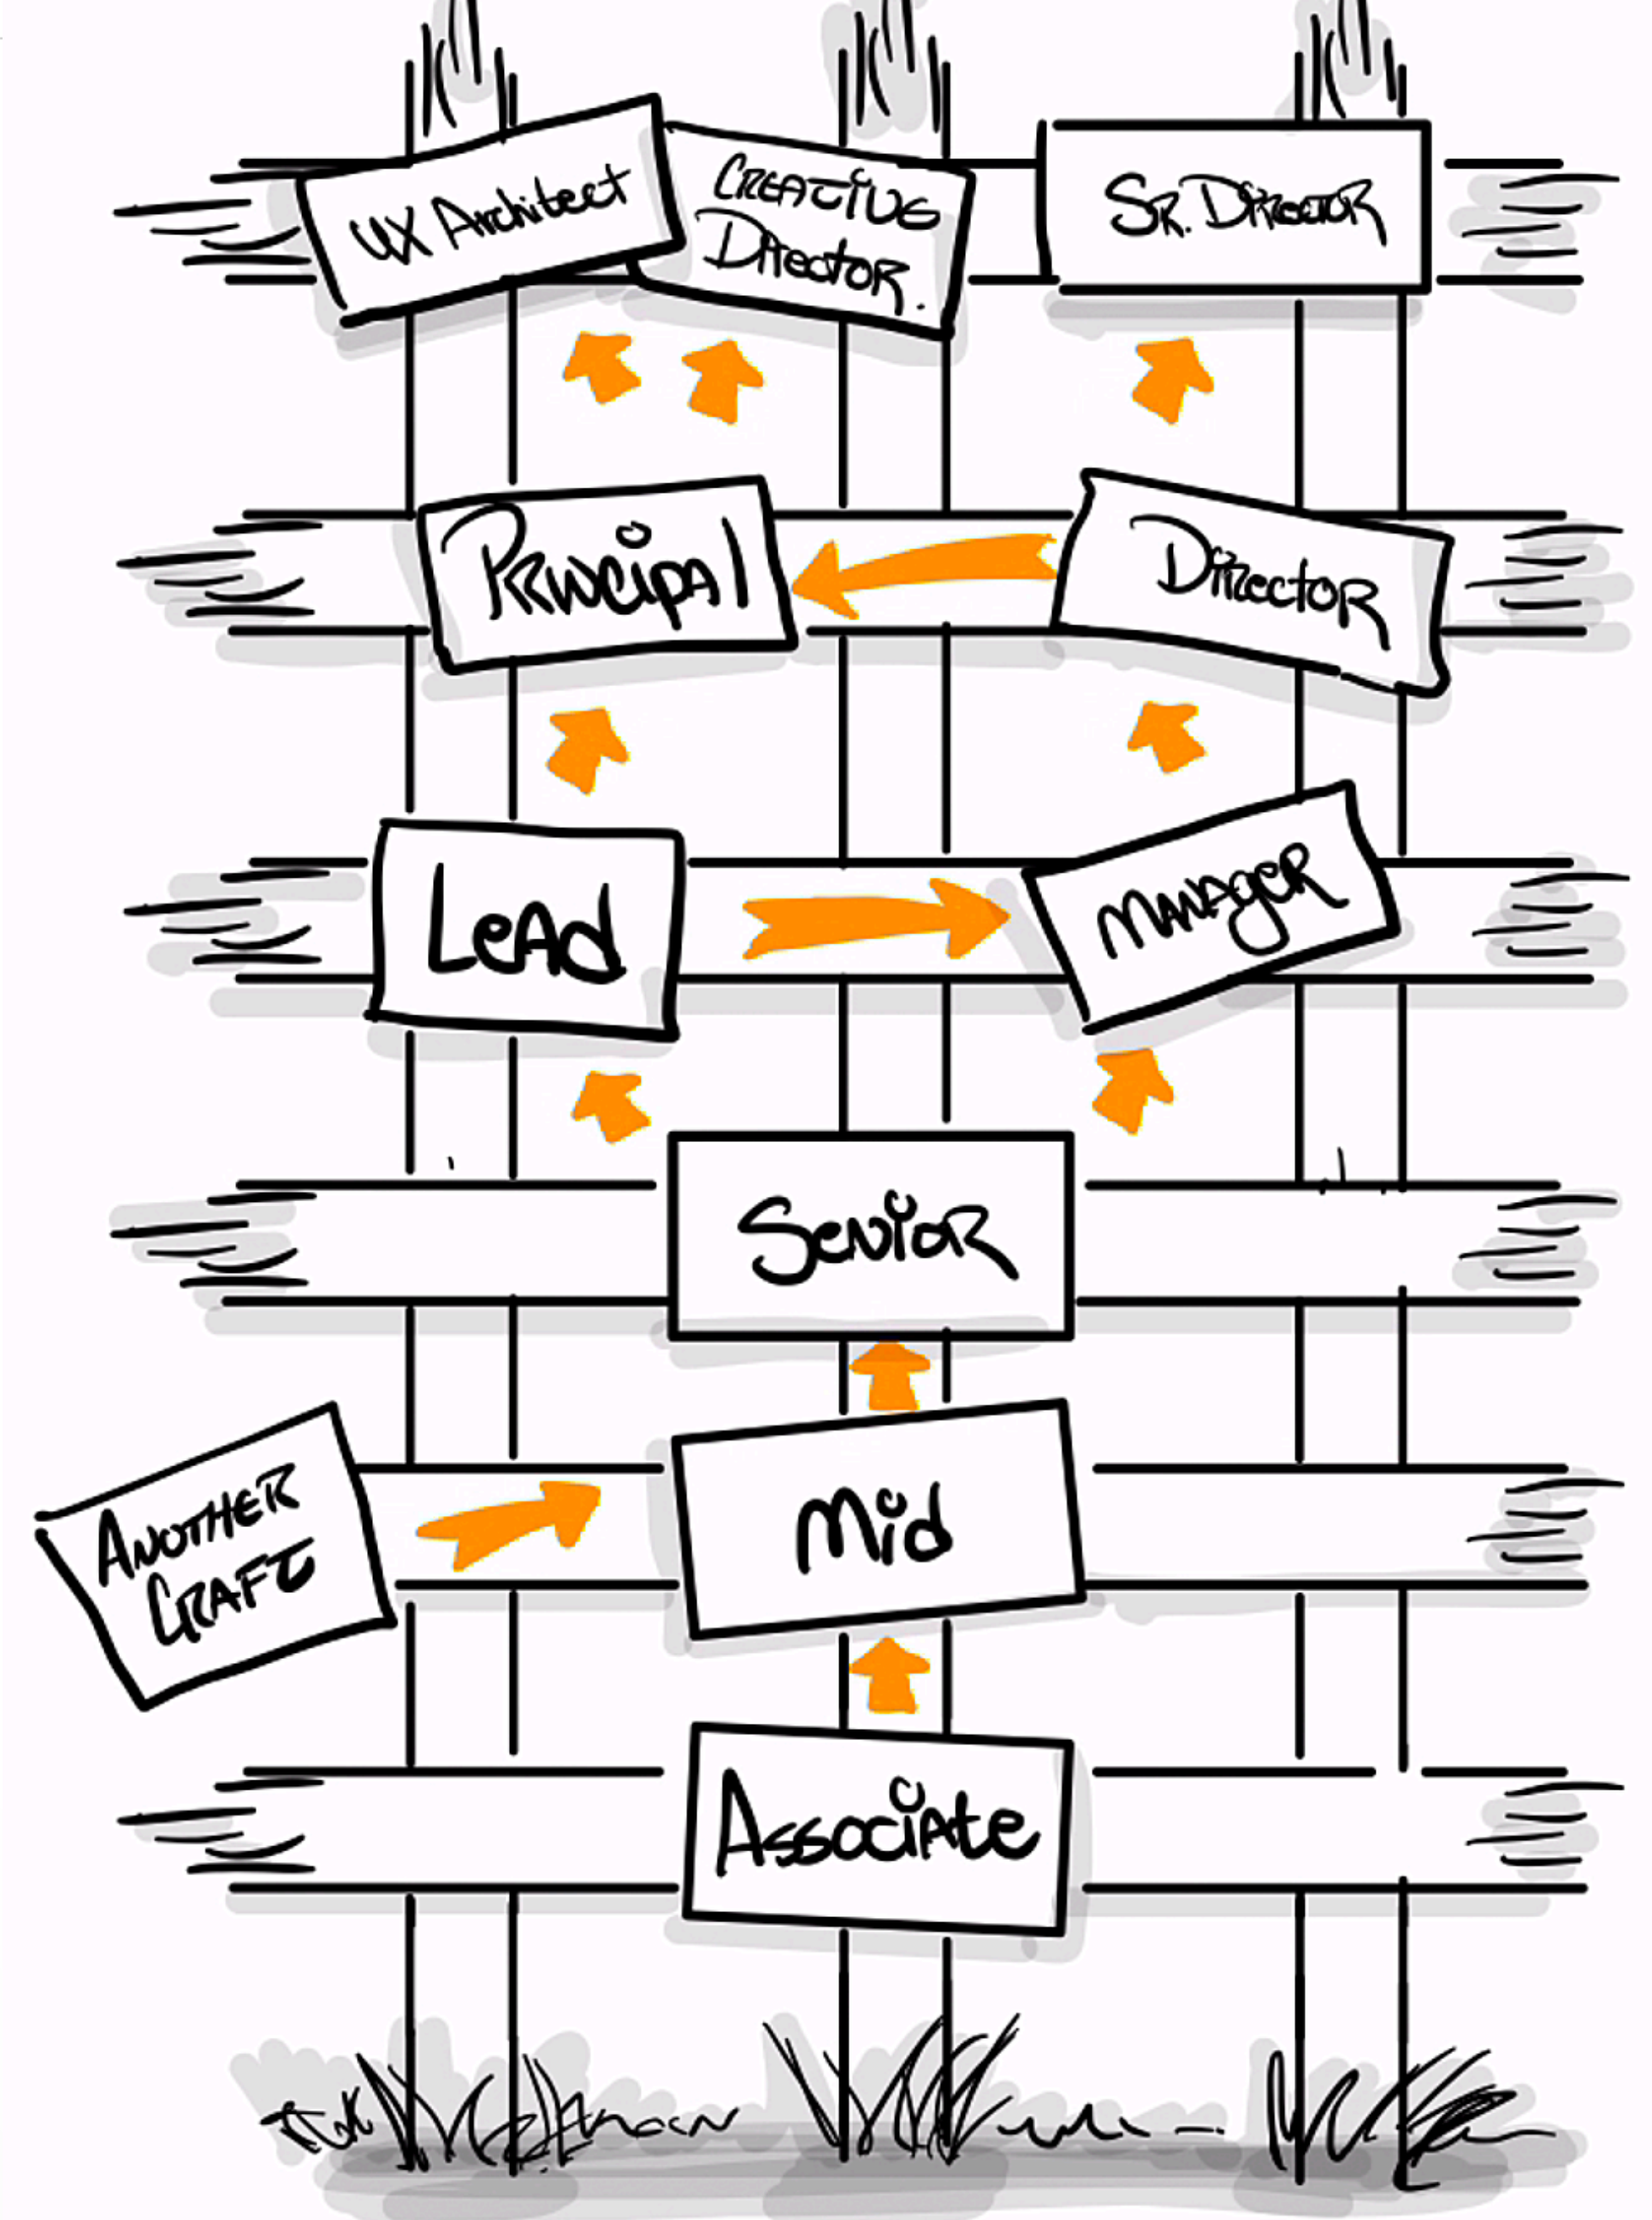 UX Architect
CREATIVE
DIRECTOR.
SR. DIRECTOR
PRINCIPAL
DIRECTOR
LEAD
MANAGER
SENIOR
ANOTHER
CRAFT
Mid
ASSOCIATE